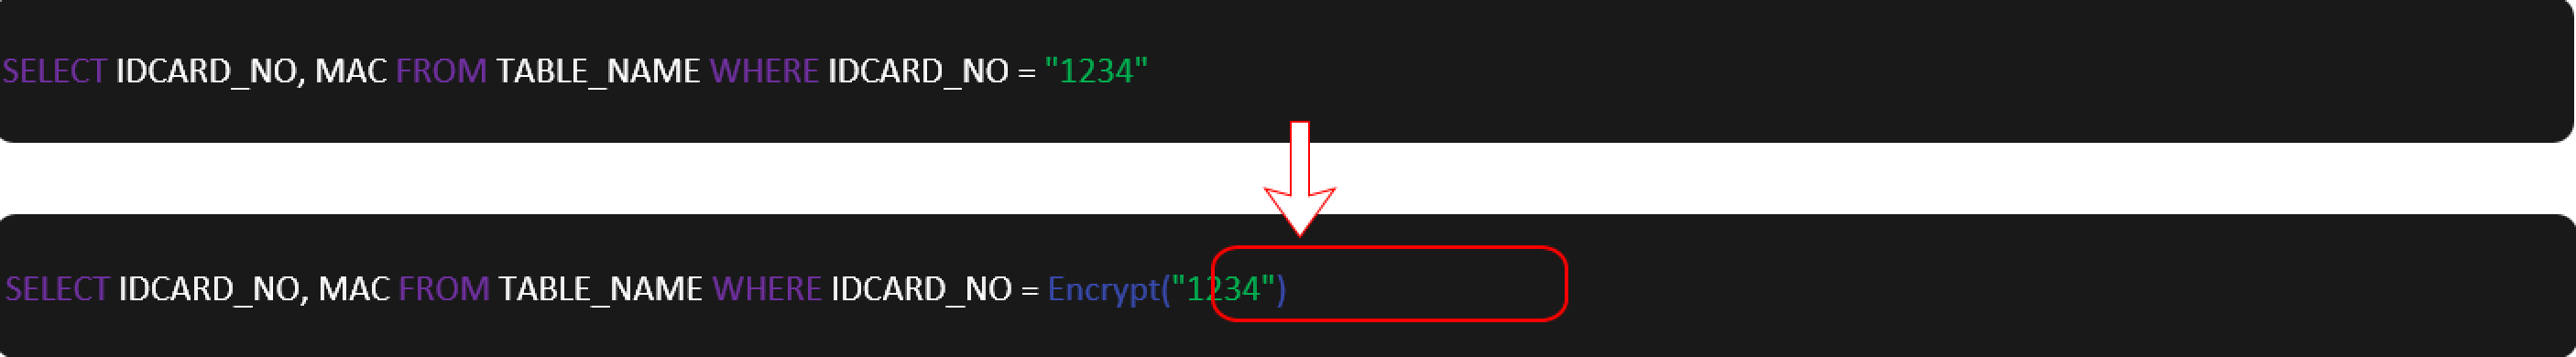 SELECT IDCARD_NO, MAC FROM TABLE_NAME WHERE IDCARD_NO = "1234"
SELECT IDCARD_NO, MAC FROM TABLE_NAME WHERE IDCARD_NO = Encrypt("1234")